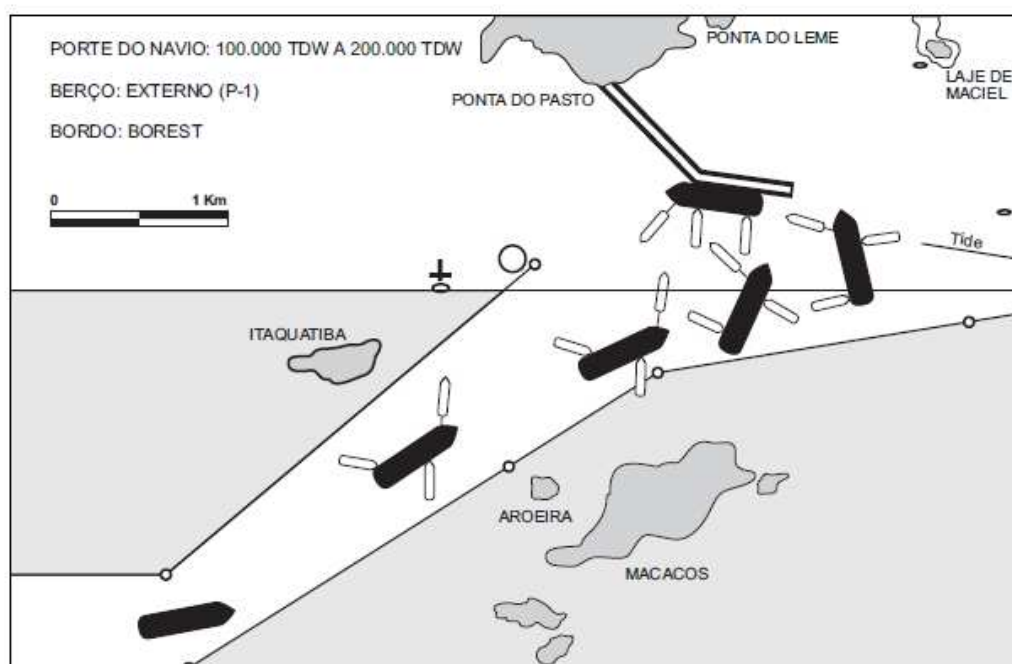 PORTE DO NAVIO: 100.000 TDW A 200.000 TDW
BERÇO: EXTERNO (P-1)
BORDO: BOREST
PONTA DO LEME
PONTA DO PASTO
LAJE DE
MACIEL
0 1 Km
Tide
ITAQUATIBA
AROEIRA
MACACOS